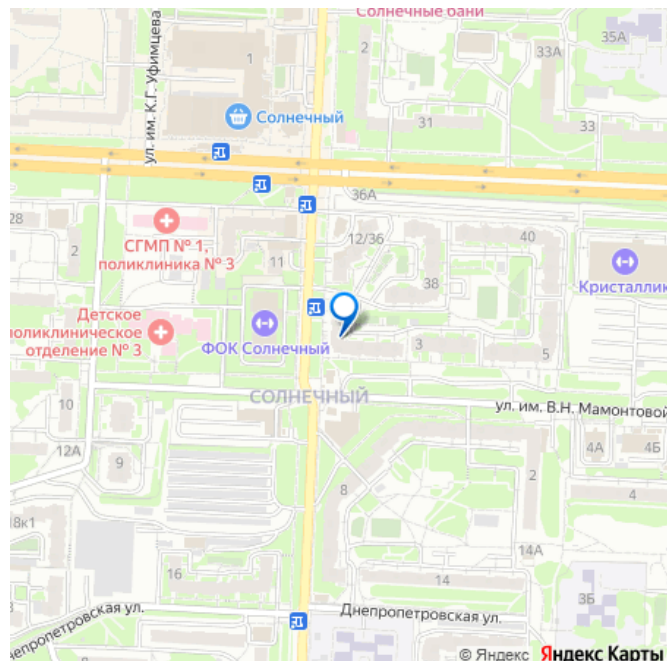 Солнечные бани
35А
33А
2
1
ул. им. К.Г. Уфимцева
Солнечный
31
33
36А
28
2
СГМП № 1,
поликлиника № 3
11
12/36
40
38
Кристаллик
Детское
поликлиническое
отделение № 3
ФОК Солнечный
3
5
СОЛНЕЧНЫЙ
ул. им. В.Н. Мамонтовой
10
12А
9
4А
4Б
2
8
4
18к1
14А
16
14
3Б
Днепропетровская ул.
непропетровская ул.
© Яндекс Яндекс Карты